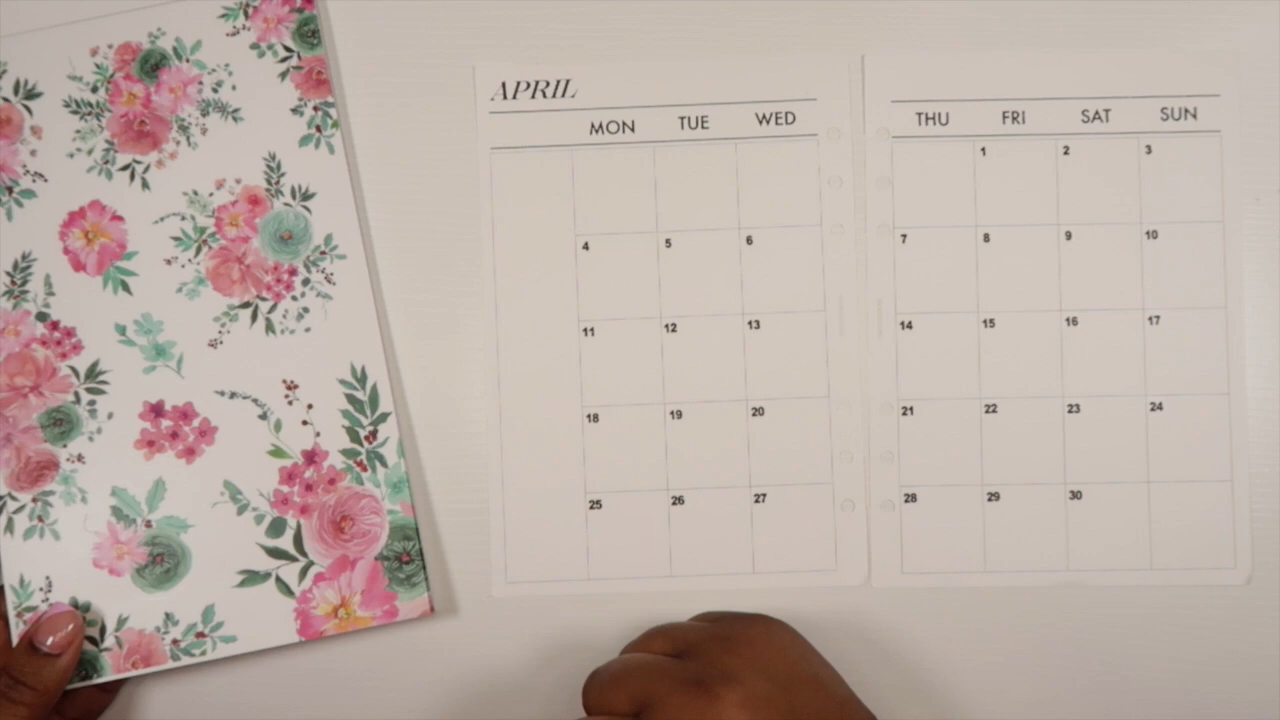 APRIL
MON TUE WED THU FRI SAT SUN
1 2 3
4 5 6 7 8 9 10
11 12 13 14 15 16 17
18 19 20 21 22 23 24
25 26 27 28 29 30